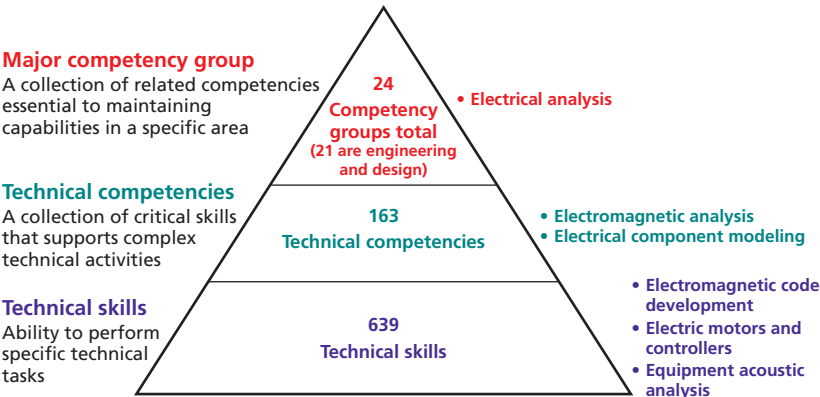 Major competency group
A collection of related competencies
essential to maintaining
capabilities in a specific area
24
Competency
groups total
(21 are engineering
and design)
• Electrical analysis
Technical competencies
A collection of critical skills
that supports complex
technical activities
163
Technical competencies
• Electromagnetic analysis
• Electrical component modeling
Technical skills
Ability to perform
specific technical
tasks
639
Technical skills
• Electromagnetic code
development
• Electric motors and
controllers
• Equipment acoustic
analysis